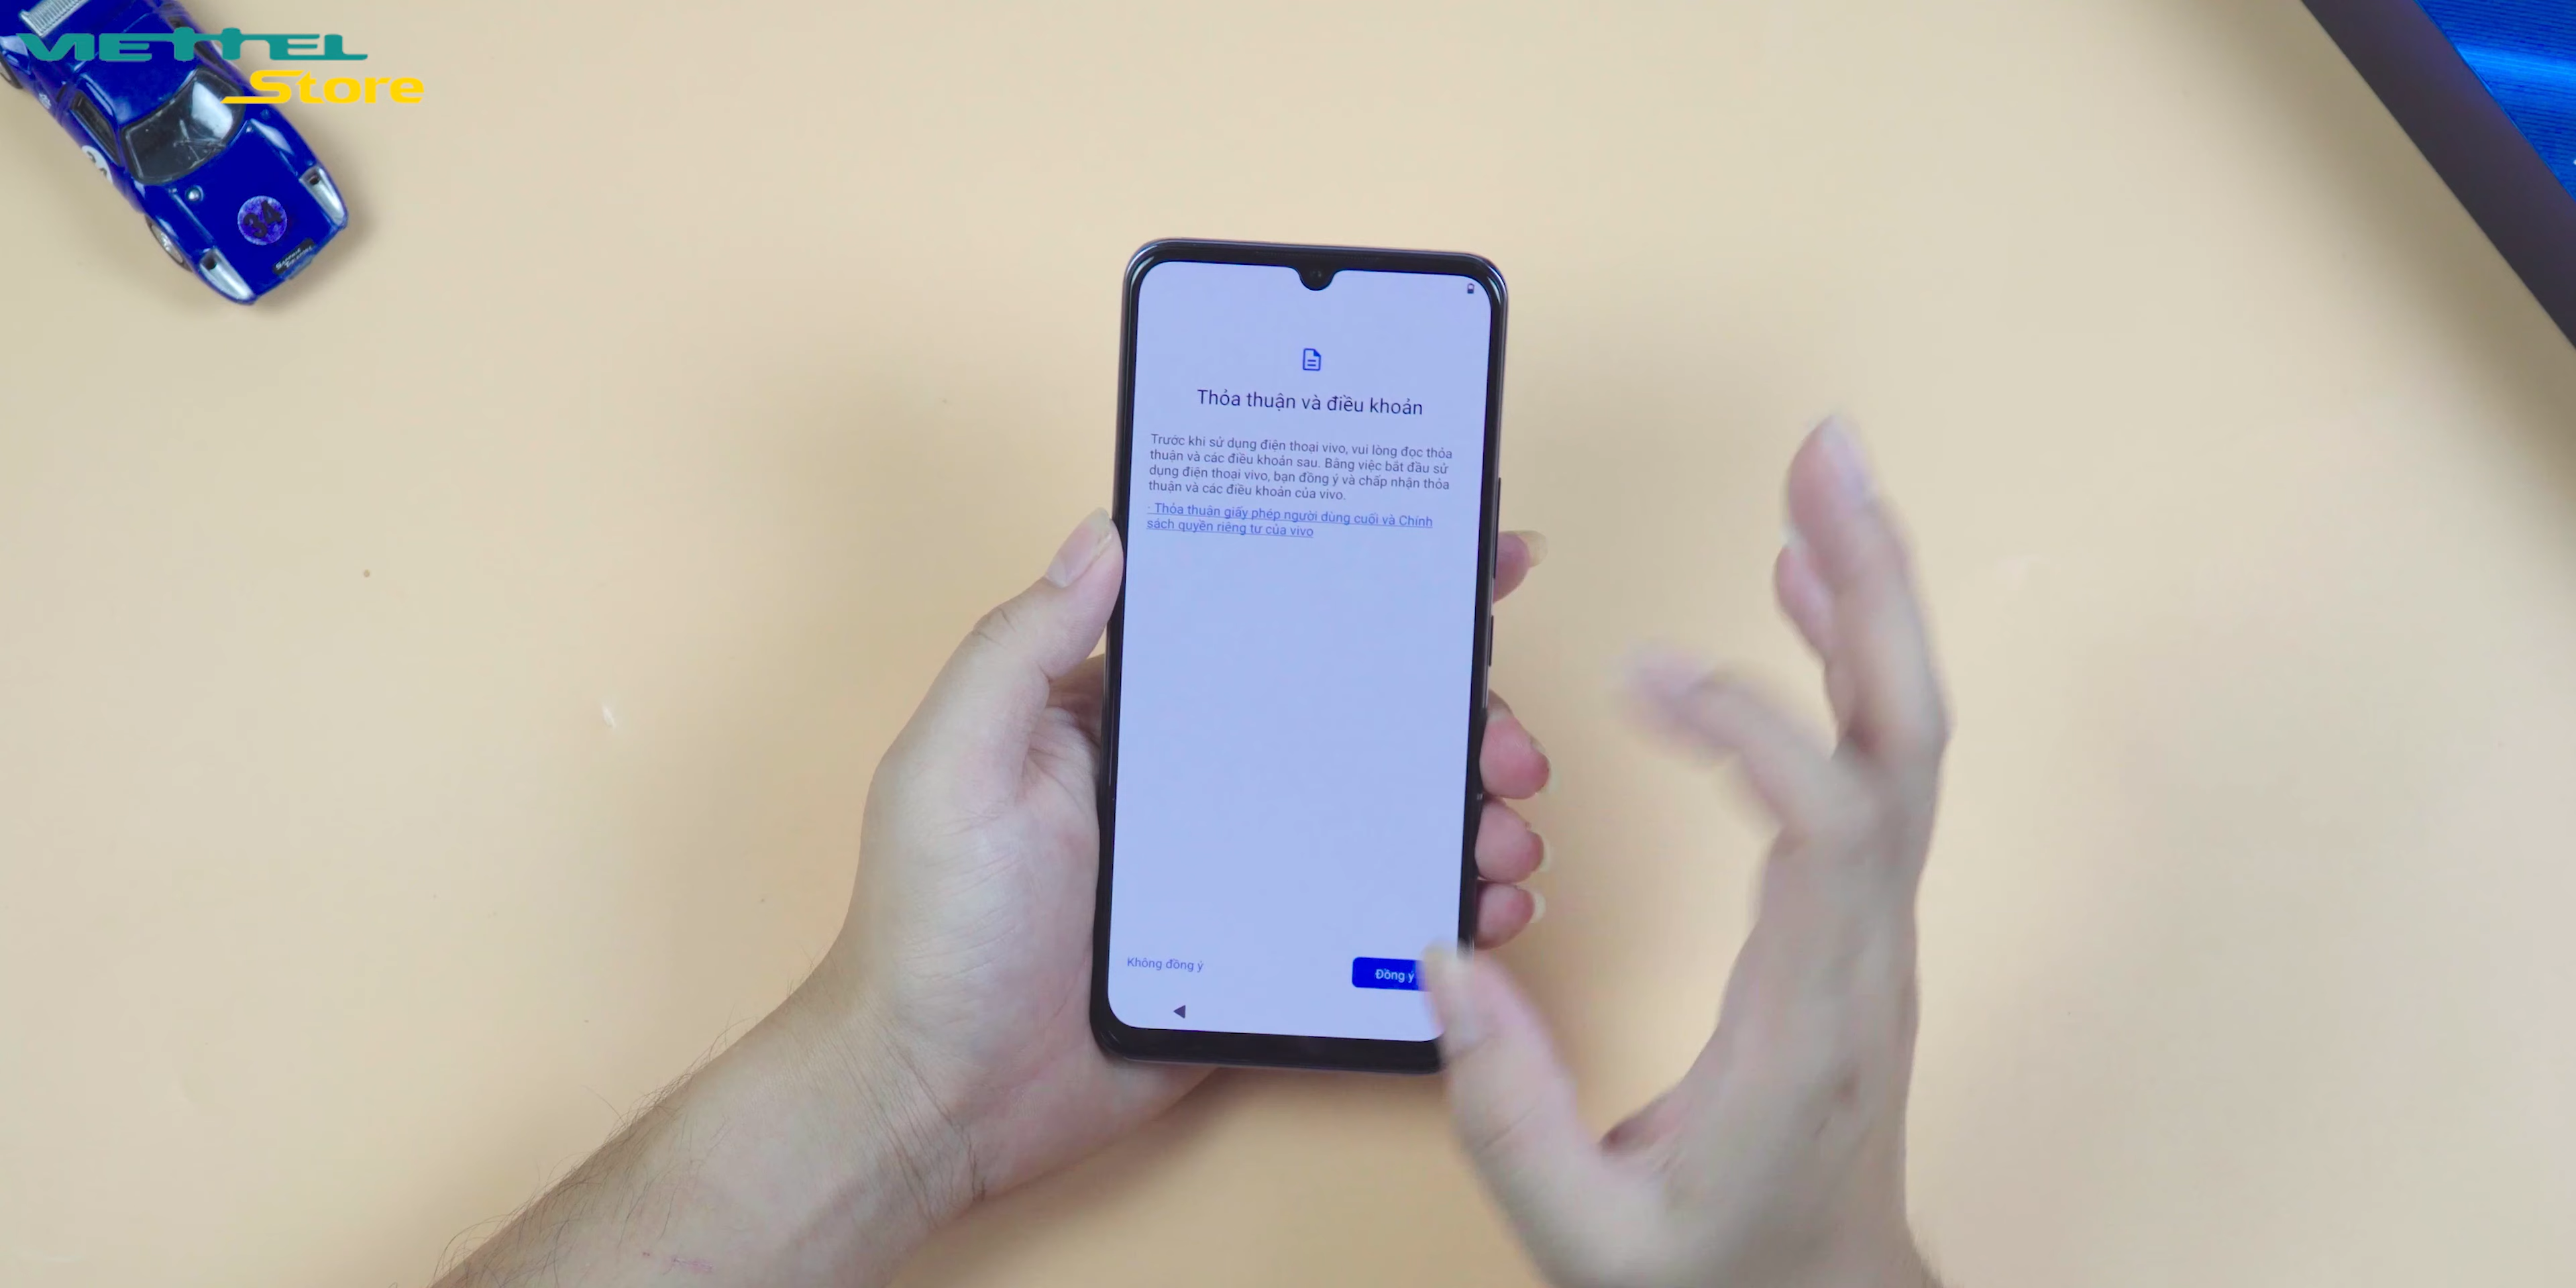 VIETTEL
Store
34
Thỏa thuận và điều khoản
Trước khi sử dụng điện thoại vivo, vui lòng đọc thỏa
thuận và các điều khoản sau. Bằng việc bắt đầu sử
dụng điện thoại vivo, bạn đồng ý và chấp nhận thỏa
thuận và các điều khoản của vivo.
· Thỏa thuận giấy phép người dùng cuối và Chính
sách quyền riêng tư của vivo
Không đồng ý
Đồng ý